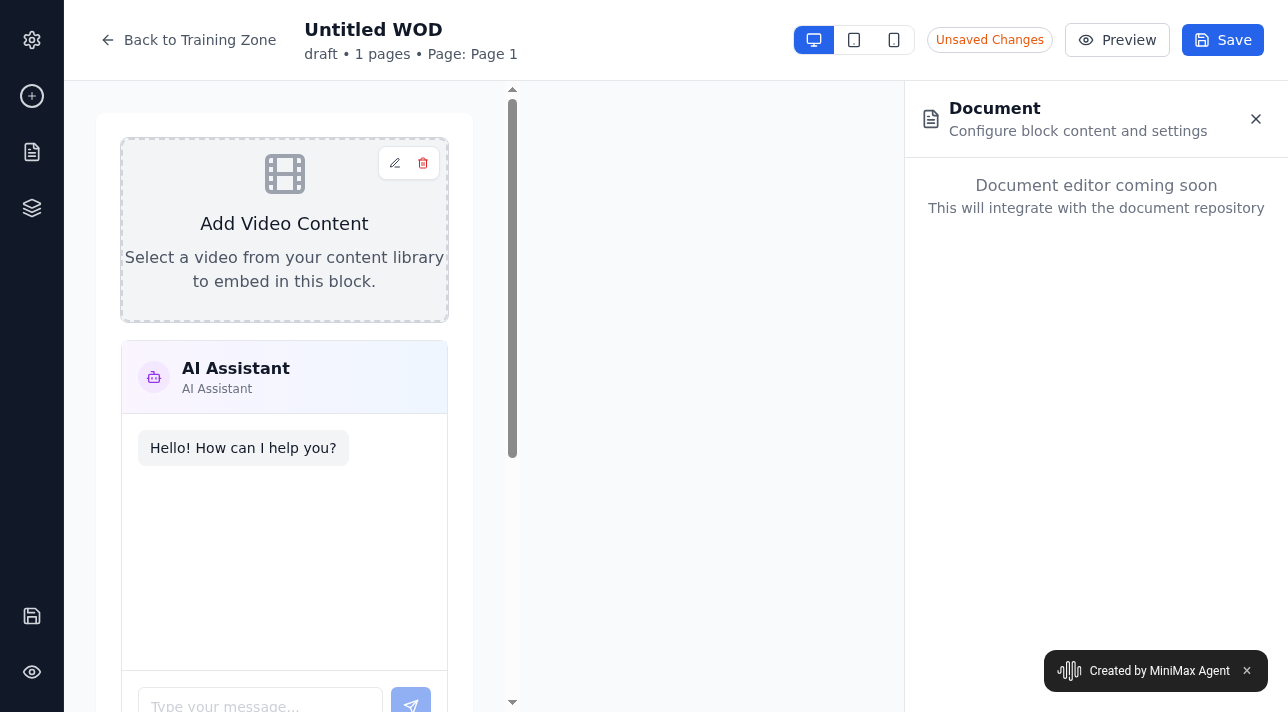 Back to Training Zone
Untitled WOD
draft • 1 pages • Page: Page 1
Unsaved Changes
Preview
Save
Add Video Content
Select a video from your content library
to embed in this block.
AI Assistant
AI Assistant
Hello! How can I help you?
Type your message...
Document
Configure block content and settings
Document editor coming soon
This will integrate with the document repository
Created by MiniMax Agent